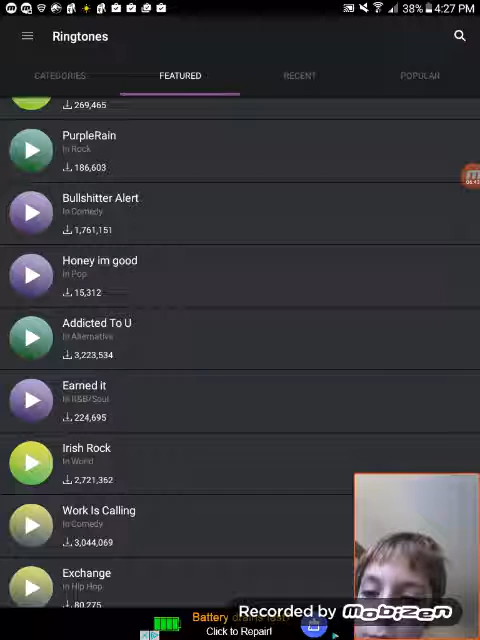 38% 4:27 PM
Ringtones
CATEGORIES FEATURED RECENT POPULAR
269,465
PurpleRain
In Rock
186,603
Bullshitter Alert
In Comedy
1,761,151
Honey im good
In Pop
15,312
Addicted To U
In Alternative
3,223,534
Earned it
In R&B/Soul
224,695
Irish Rock
In World
2,721,362
Work Is Calling
In Comedy
3,044,069
Exchange
In Hip Hop
80,275
Battery drains fast?
Click to Repair!
Recorded by Mobizen